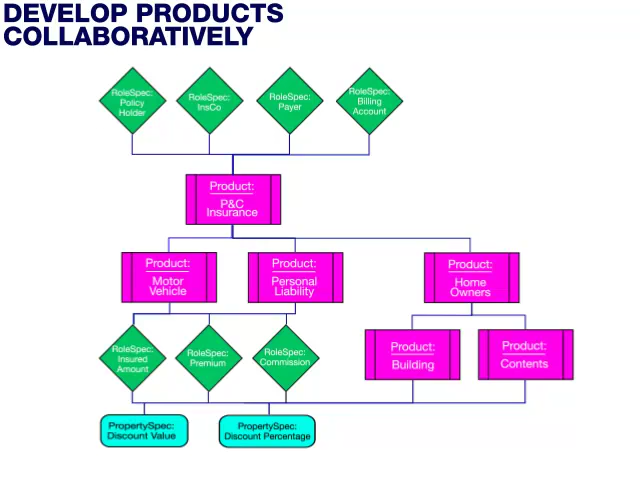 DEVELOP PRODUCTS
COLLABORATIVELY
RoleSpec:
Policy
Holder
RoleSpec:
InsCo
RoleSpec:
Payer
RoleSpec:
Billing
Account
Product:
P&C
Insurance
Product:
Motor
Vehicle
Product:
Personal
Liability
Product:
Home
Owners
RoleSpec:
Insured
Amount
RoleSpec:
Premium
RoleSpec:
Commission
Product:
Building
Product:
Contents
PropertySpec:
Discount Value
PropertySpec:
Discount Percentage